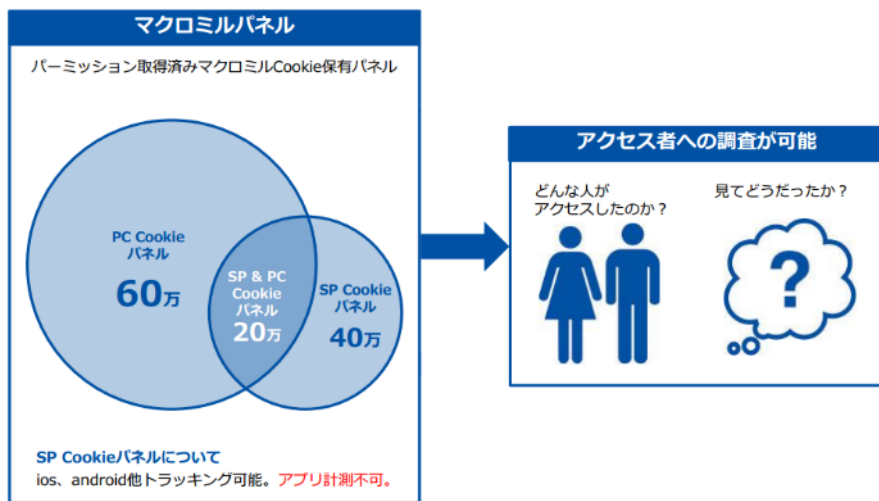 マクロミルパネル
パーミッション取得済みマクロミルCookie保有パネル
PC Cookie
パネル
60万
SP & PC
Cookie
パネル
20万
SP Cookie
パネル
40万
SP Cookieパネルについて
ios、android他トラッキング可能。アプリ計測不可。
アクセス者への調査が可能
どんな人が
アクセスしたのか？
見てどうだったか？
?